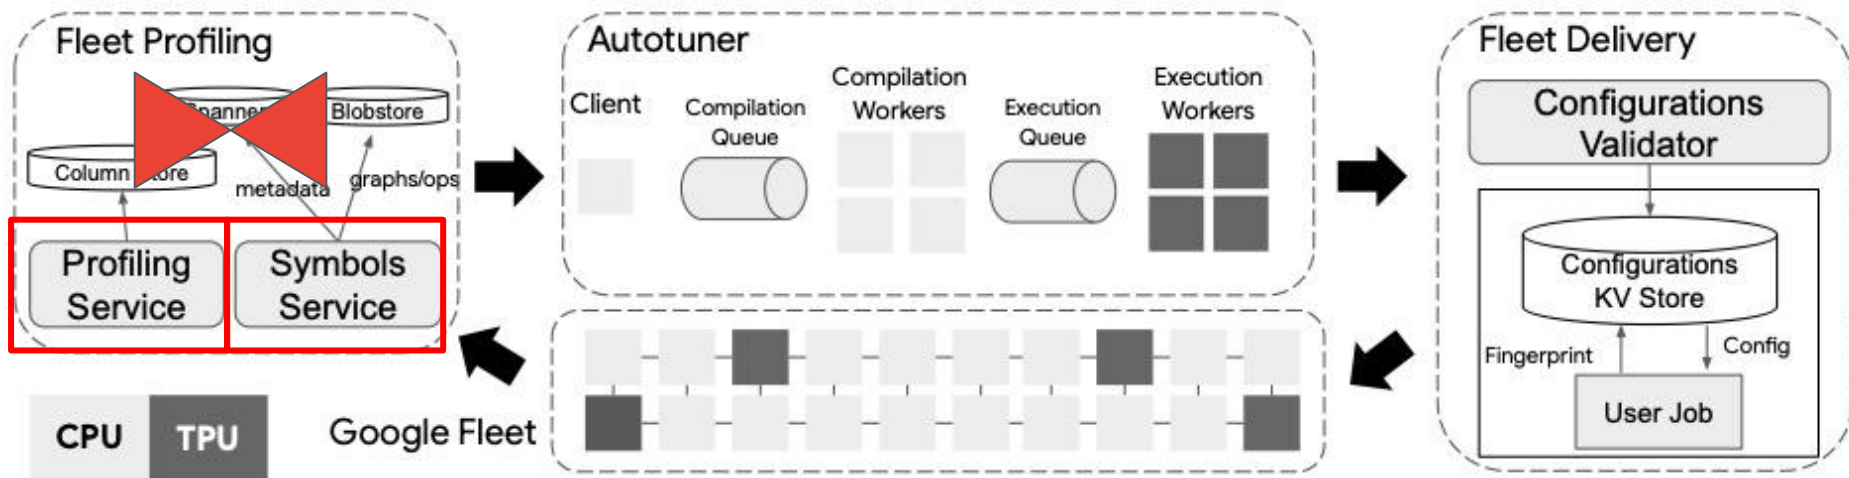 Fleet Profiling
Blobstore
Column
metadata
graphs/ops
Profiling
Service
Symbols
Service
Autotuner
Client
Compilation
Queue
Compilation
Workers
Execution
Queue
Execution
Workers
Fleet Delivery
Configurations
Validator
Configurations
KV Store
Fingerprint
Config
User Job
CPU
TPU
Google Fleet